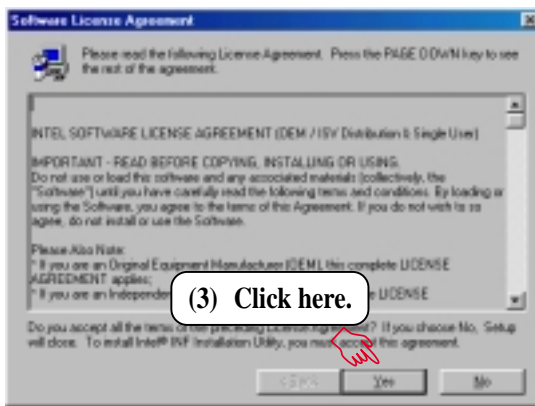 Software License Agreement
Please read the following License Agreement. Press the PAGE DOWN key to see
the rest of the agreement.
INTEL SOFTWARE LICENSE AGREEMENT (OEM / ISV Distribution & Single User)
IMPORTANT - READ BEFORE COPYING, INSTALLING OR USING.
Do not use or load this software and any associated materials (collectively, the
"Software") until you have carefully read the following terms and conditions. By loading or
using the Software, you agree to the terms of this Agreement. If you do not wish to so
agree, do not install or use the Software.
Please Also Note:
* If you are an Original Equipment Manufacturer (OEM), this complete LICENSE
AGREEMENT applies;
* If you are an Independent LICENSE
(3) Click here.
Do you accept all the terms of the preceding License Agreement? If you choose No, Setup
will close. To install Intel® INF Installation Utility, you must accept this agreement.
< Back
Yes
No